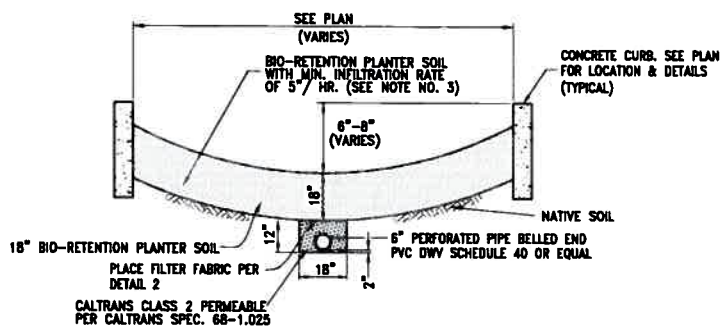 SEE PLAN
(VARIES)
BIO-RETENTION PLANTER SOIL
WITH MIN. INFILTRATION RATE
OF 5"/ HR. (SEE NOTE NO. 3)
CONCRETE CURB. SEE PLAN
FOR LOCATION & DETAILS
(TYPICAL)
6"-8"
(VARIES)
18"
NATIVE SOIL
18" BIO-RETENTION PLANTER SOIL
12"
6" PERFORATED PIPE BELLED END
PVC DWV SCHEDULE 40 OR EQUAL
PLACE FILTER FABRIC PER
DETAIL 2
18"
2"
CALTRANS CLASS 2 PERMEABLE
PER CALTRANS SPEC. 68-1.025